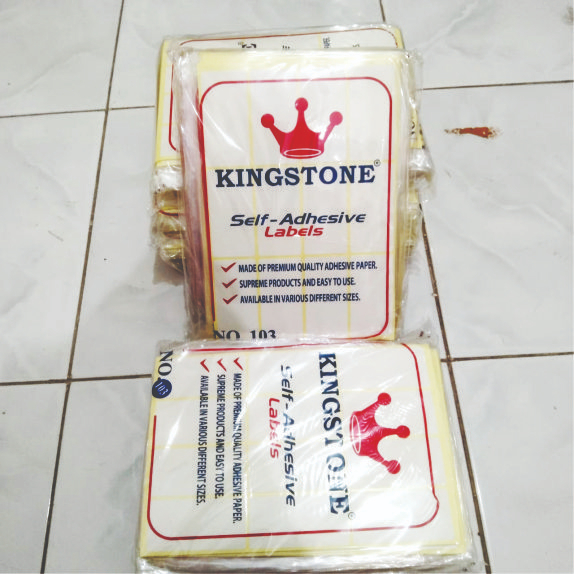 KINGSTONE®
Self-Adhesive
Labels
MADE OF PREMIUM QUALITY ADHESIVE PAPER.
SUPREME PRODUCTS AND EASY TO USE.
AVAILABLE IN VARIOUS DIFFERENT SIZES.
NO. 103
KINGSTONE®
Self-Adhesive
Labels
MADE OF PREMIUM QUALITY ADHESIVE PAPER.
SUPREME PRODUCTS AND EASY TO USE.
AVAILABLE IN VARIOUS DIFFERENT SIZES.
NO. 103